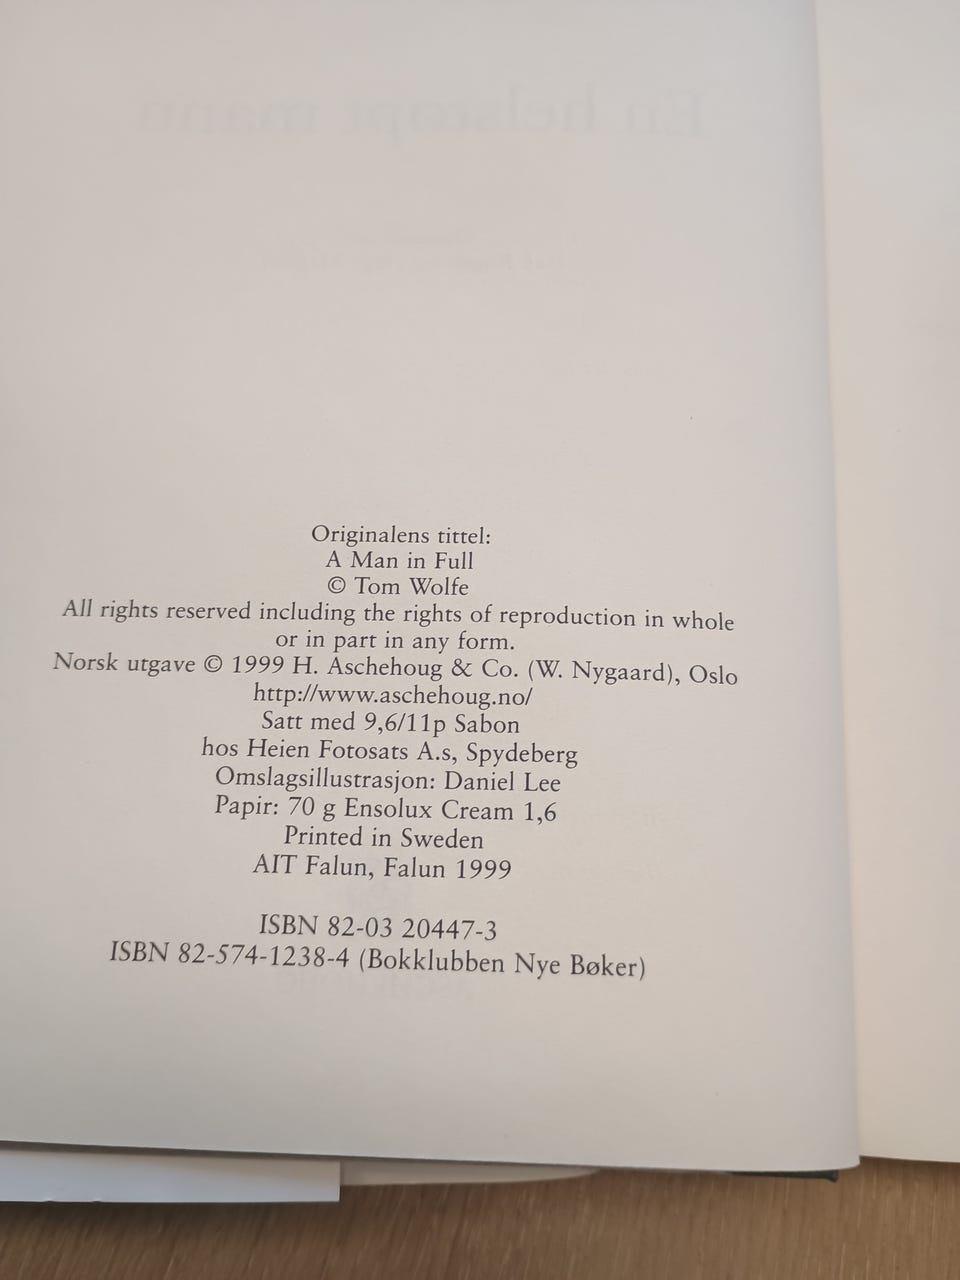 Originalens tittel:
A Man in Full
© Tom Wolfe
All rights reserved including the rights of reproduction in whole
or in part in any form.
Norsk utgave © 1999 H. Aschehoug & Co. (W. Nygaard), Oslo
http://www.aschehoug.no/
Satt med 9,6/11p Sabon
hos Heien Fotosats A.s, Spydeberg
Omslagsillustrasjon: Daniel Lee
Papir: 70 g Ensolux Cream 1,6
Printed in Sweden
AIT Falun, Falun 1999
ISBN 82-03 20447-3
ISBN 82-574-1238-4 (Bokklubben Nye Bøker)